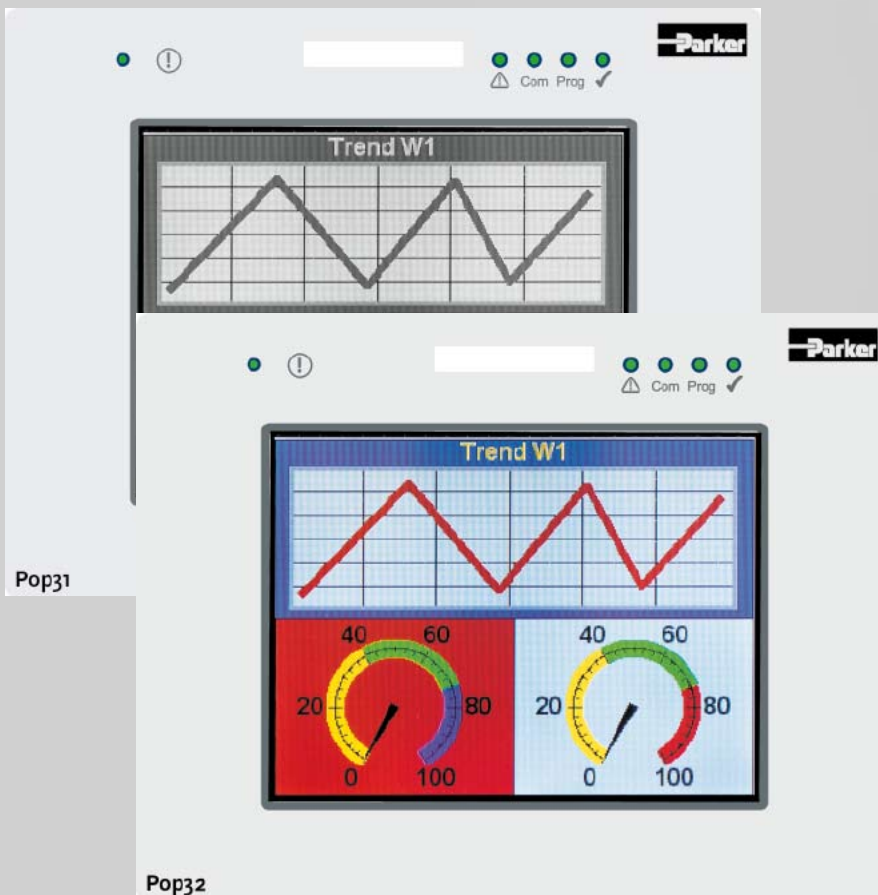 Parker
! 
Com Prog
Trend W1
Pop31
Parker
!
Com Prog
Trend W1
40 60
20 80
0 100
40 60
20 80
0 100
Pop32